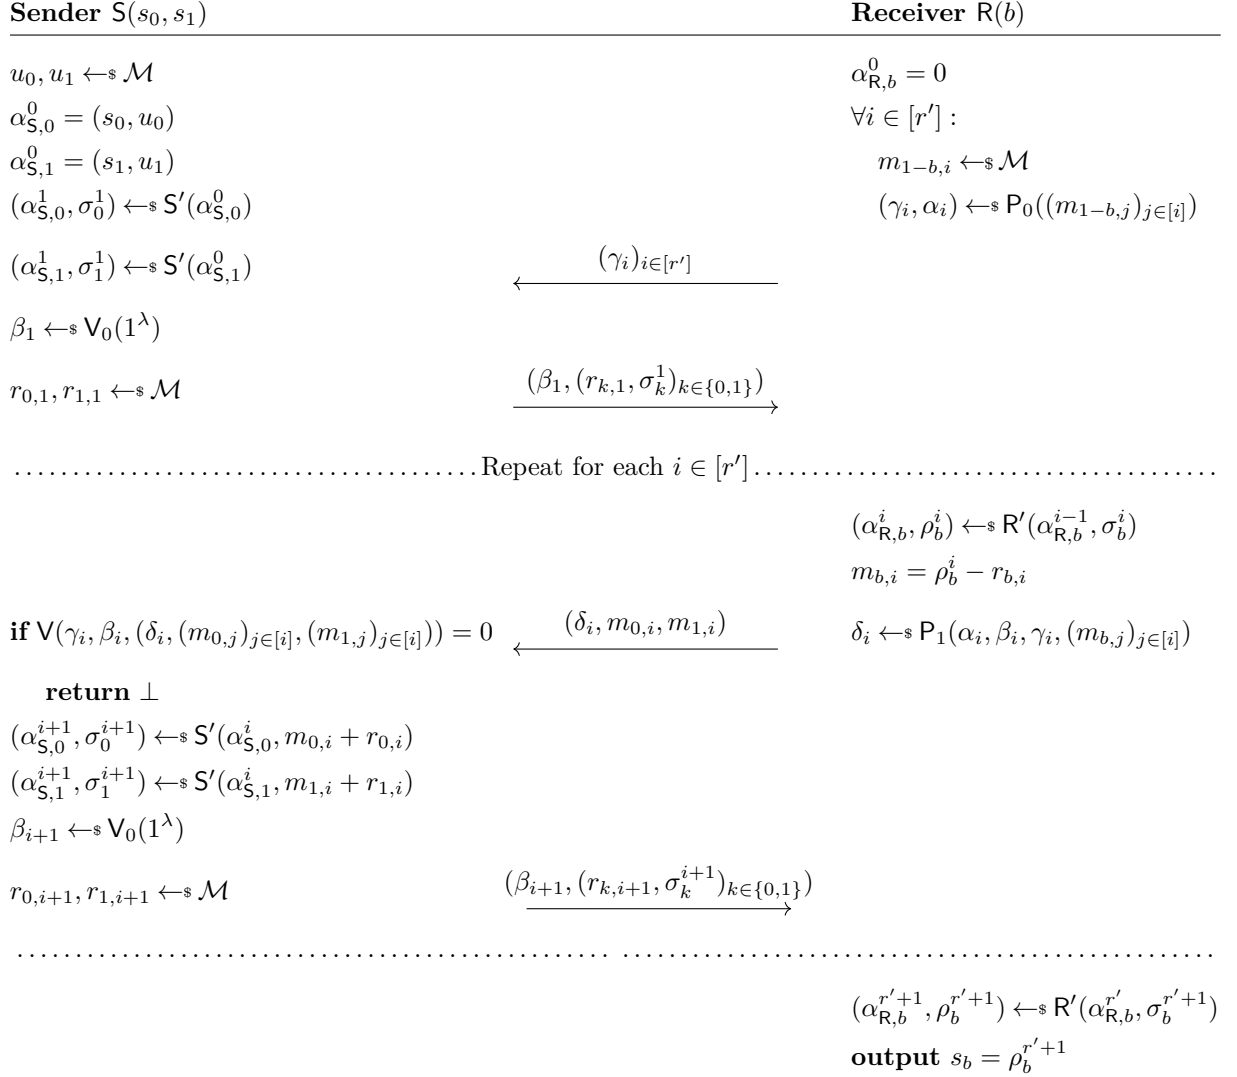 Sender S(s_0, s_1) Receiver R(b)
u_0, u_1 ←$ M α^0_{R,b} = 0
α^0_{S,0} = (s_0, u_0) ∀i ∈ [r′] :
α^0_{S,1} = (s_1, u_1) m_{1−b,i} ←$ M
(α^1_{S,0}, σ^1_0) ←$ S′(α^0_{S,0}) (γ_i, α_i) ←$ P_0((m_{1−b,j})_{j∈[i]})
(α^1_{S,1}, σ^1_1) ←$ S′(α^0_{S,1}) (γ_i)_{i∈[r′]}
β_1 ←$ V_0(1^λ)
r_{0,1}, r_{1,1} ←$ M (β_1, (r_{k,1}, σ^1_k)_{k∈{0,1}})
Repeat for each i ∈ [r′]
(α^i_{R,b}, ρ^i_b) ←$ R′(α^{i−1}_{R,b}, σ^i_b)
m_{b,i} = ρ^i_b − r_{b,i}
if V(γ_i, β_i, (δ_i, (m_{0,j})_{j∈[i]}, (m_{1,j})_{j∈[i]})) = 0 (δ_i, m_{0,i}, m_{1,i}) δ_i ←$ P_1(α_i, β_i, γ_i, (m_{b,j})_{j∈[i]})
return ⊥
(α^{i+1}_{S,0}, σ^{i+1}_0) ←$ S′(α^i_{S,0}, m_{0,i} + r_{0,i})
(α^{i+1}_{S,1}, σ^{i+1}_1) ←$ S′(α^i_{S,1}, m_{1,i} + r_{1,i})
β_{i+1} ←$ V_0(1^λ)
r_{0,i+1}, r_{1,i+1} ←$ M (β_{i+1}, (r_{k,i+1}, σ^{i+1}_k)_{k∈{0,1}})
(α^{r′+1}_{R,b}, ρ^{r′+1}_b) ←$ R′(α^{r′}_{R,b}, σ^{r′+1}_b)
output s_b = ρ^{r′+1}_b